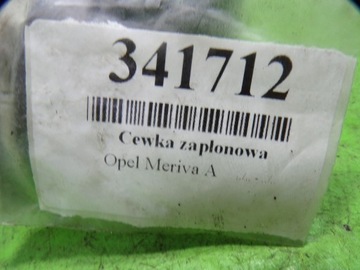 341712
Cewka zapłonowa
Opel Meriva A